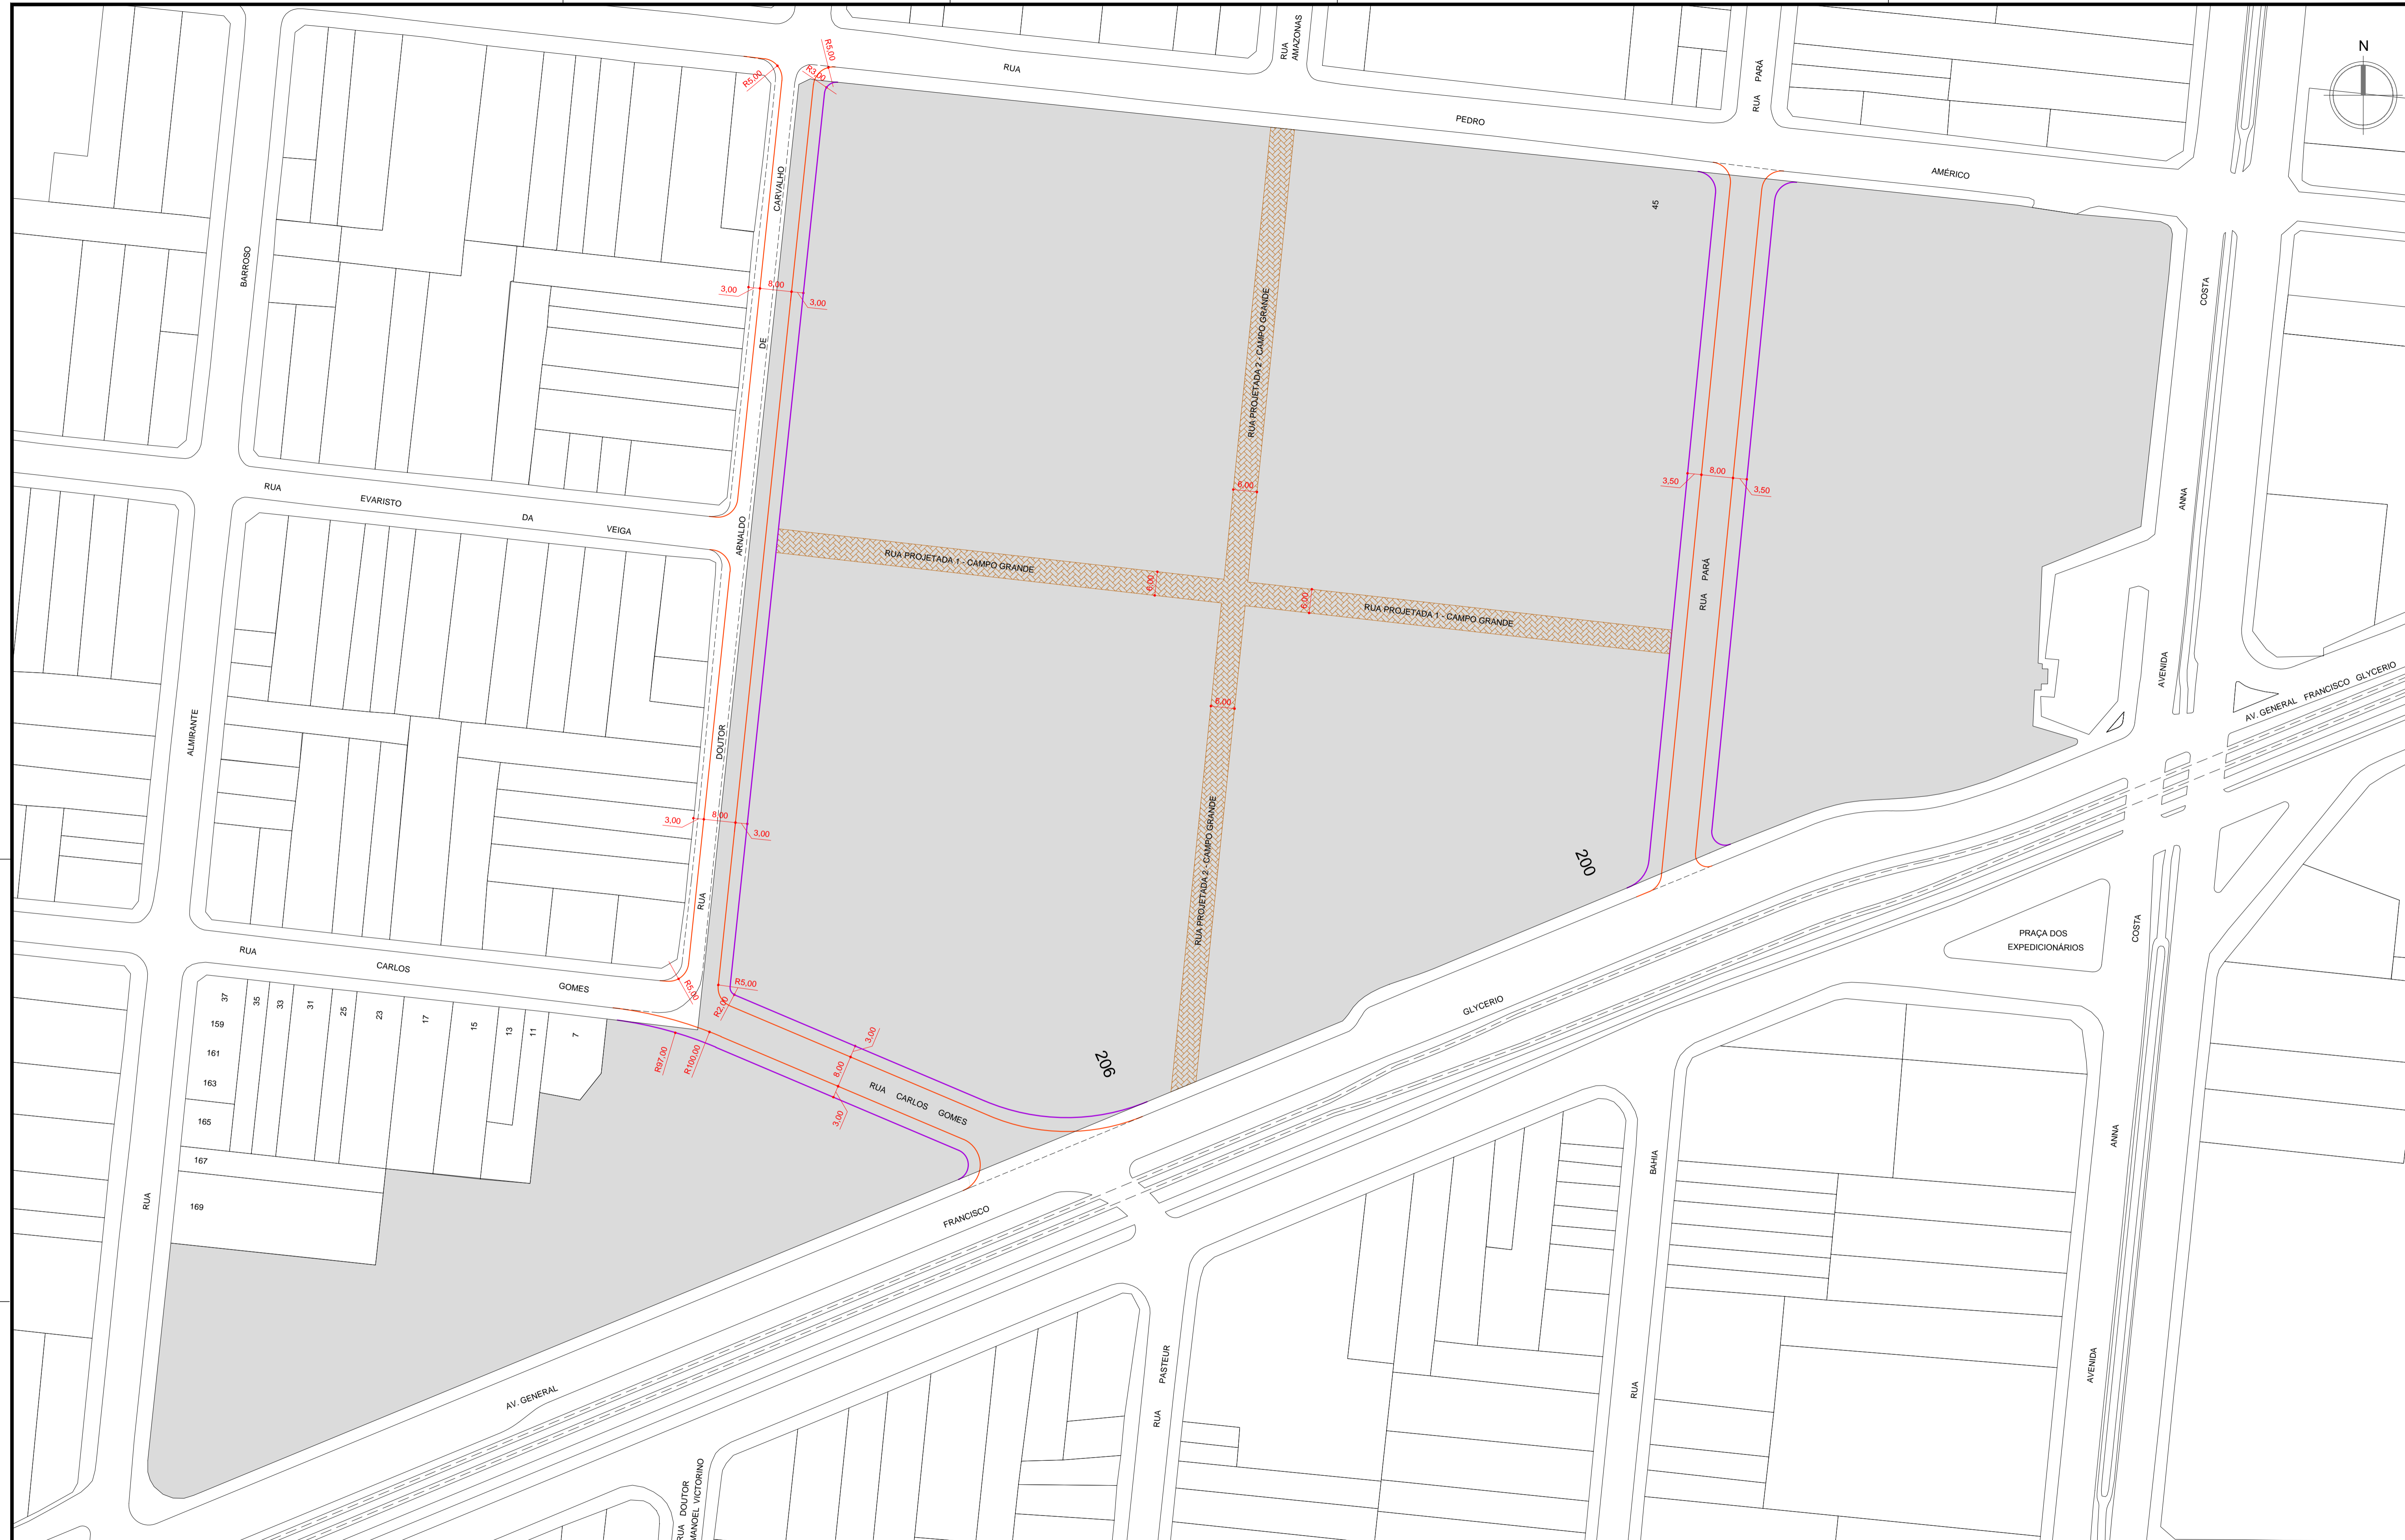 N
RUA
AMAZONAS
RUA PARÁ
RUA
PEDRO
AMÉRICO
R5,00
R5,00
R3,00
45
BARROSO
CARVALHO
DE
ARNALDO
DOUTOR
RUA
3,00
8,00
3,00
RUA PROJETADA 2 - CAMPO GRANDE
6,00
3,50
8,00
3,50
COSTA
ANNA
AVENIDA
RUA
EVARISTO
DA
VEIGA
RUA PROJETADA 1 - CAMPO GRANDE
6,00
6,00
RUA PROJETADA 1 - CAMPO GRANDE
RUA PARÁ
AV. GENERAL FRANCISCO GLYCERIO
6,00
ALMIRANTE
3,00
8,00
3,00
RUA PROJETADA 2 - CAMPO GRANDE
200
PRAÇA DOS
EXPEDICIONÁRIOS
COSTA
ANNA
AVENIDA
RUA
CARLOS
GOMES
R5,00
R5,00
R2,00
37
35
33
31
25
23
17
15
13
11
7
159
161
163
165
167
169
R97,00
R100,00
3,00
8,00
3,00
RUA CARLOS GOMES
206
GLYCERIO
FRANCISCO
AV. GENERAL
RUA
BAHIA
RUA
PASTEUR
RUA
RUA DOUTOR
MANOEL VICTORINO